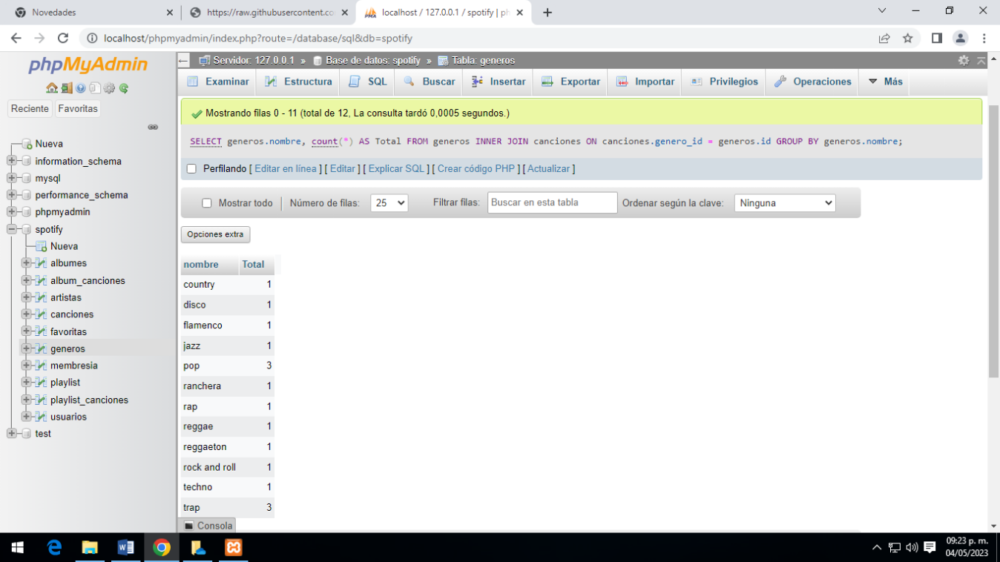 Novedades
https://raw.githubusercontent.co
localhost / 127.0.0.1 / spotify | ph
localhost/phpmyadmin/index.php?route=/database/sql&db=spotify
phpMyAdmin
Reciente Favoritas
Nueva
information_schema
mysql
performance_schema
phpmyadmin
spotify
Nueva
albumes
album_canciones
artistas
canciones
favoritas
generos
membresia
playlist
playlist_canciones
usuarios
test
Servidor: 127.0.0.1 » Base de datos: spotify » Tabla: generos
Examinar Estructura SQL Buscar Insertar Exportar Importar Privilegios Operaciones Más
Mostrando filas 0 - 11 (total de 12, La consulta tardó 0,0005 segundos.)
SELECT generos.nombre, count(*) AS Total FROM generos INNER JOIN canciones ON canciones.genero_id = generos.id GROUP BY generos.nombre;
Perfilando [ Editar en línea ] [ Editar ] [ Explicar SQL ] [ Crear código PHP ] [ Actualizar ]
Mostrar todo Número de filas: 25 Filtrar filas: Buscar en esta tabla Ordenar según la clave: Ninguna
Opciones extra
nombre Total
country 1
disco 1
flamenco 1
jazz 1
pop 3
ranchera 1
rap 1
reggae 1
reggaeton 1
rock and roll 1
techno 1
trap 3
Consola
09:23 p. m.
04/05/2023